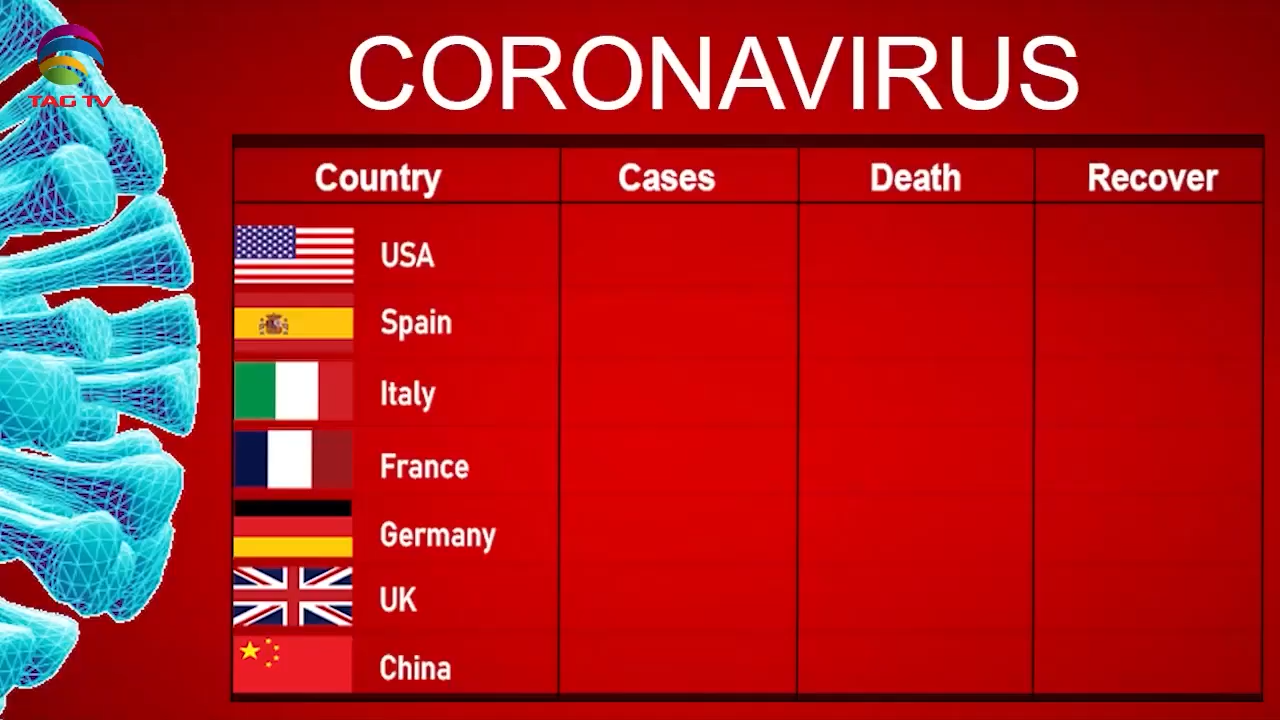 TAG TV
CORONAVIRUS
Country Cases Death Recover
USA
Spain
Italy
France
Germany
UK
China